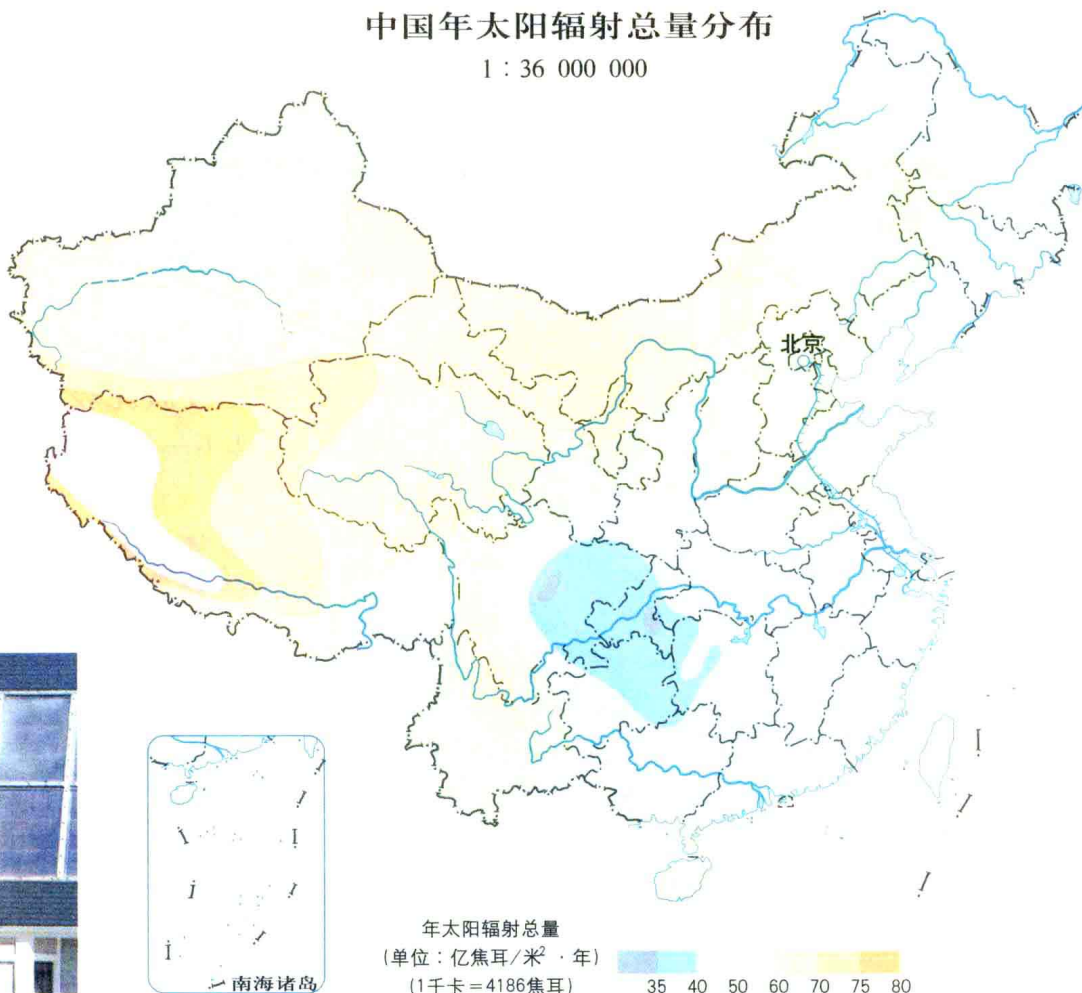 中国年太阳辐射总量分布
1∶36 000 000
北京
南海诸岛
年太阳辐射总量
(单位：亿焦耳/米²·年)
(1千卡＝4186焦耳)
35 40 50 60 70 75 80